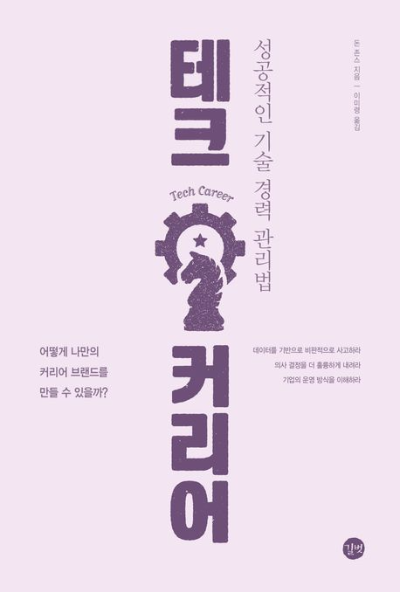 테크
Tech Career
커리어
성공적인 기술 경력 관리법
돈 존스 지음 — 이미령 옮김
어떻게 나만의
커리어 브랜드를
만들 수 있을까?
데이터를 기반으로 비판적으로 사고하라
의사 결정을 더 훌륭하게 내려라
기업의 운영 방식을 이해하라
길벗